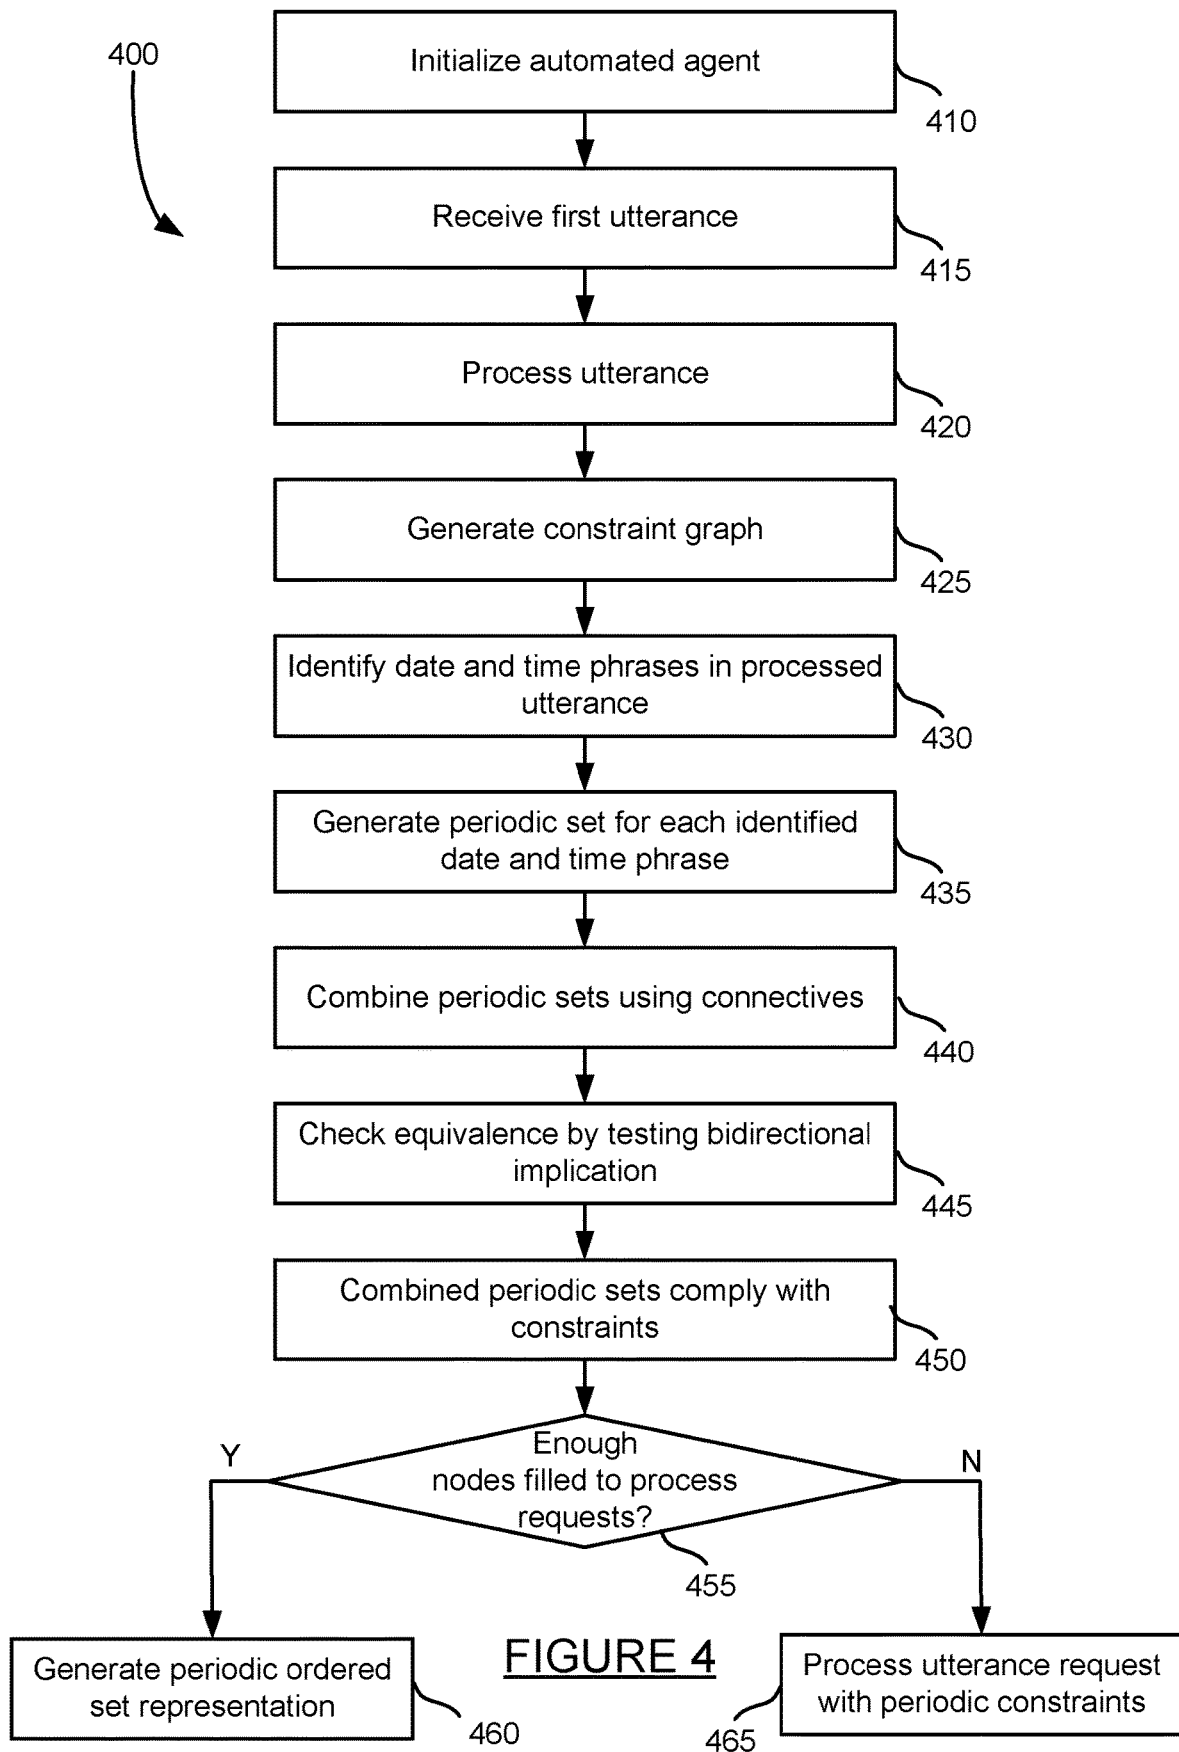 400
Initialize automated agent
410
Receive first utterance
415
Process utterance
420
Generate constraint graph
425
Identify date and time phrases in processed
utterance
430
Generate periodic set for each identified
date and time phrase
435
Combine periodic sets using connectives
440
Check equivalence by testing bidirectional
implication
445
Combined periodic sets comply with
constraints
450
Y
Enough
nodes filled to process
requests?
N
455
Generate periodic ordered
set representation
460
FIGURE 4
Process utterance request
with periodic constraints
465